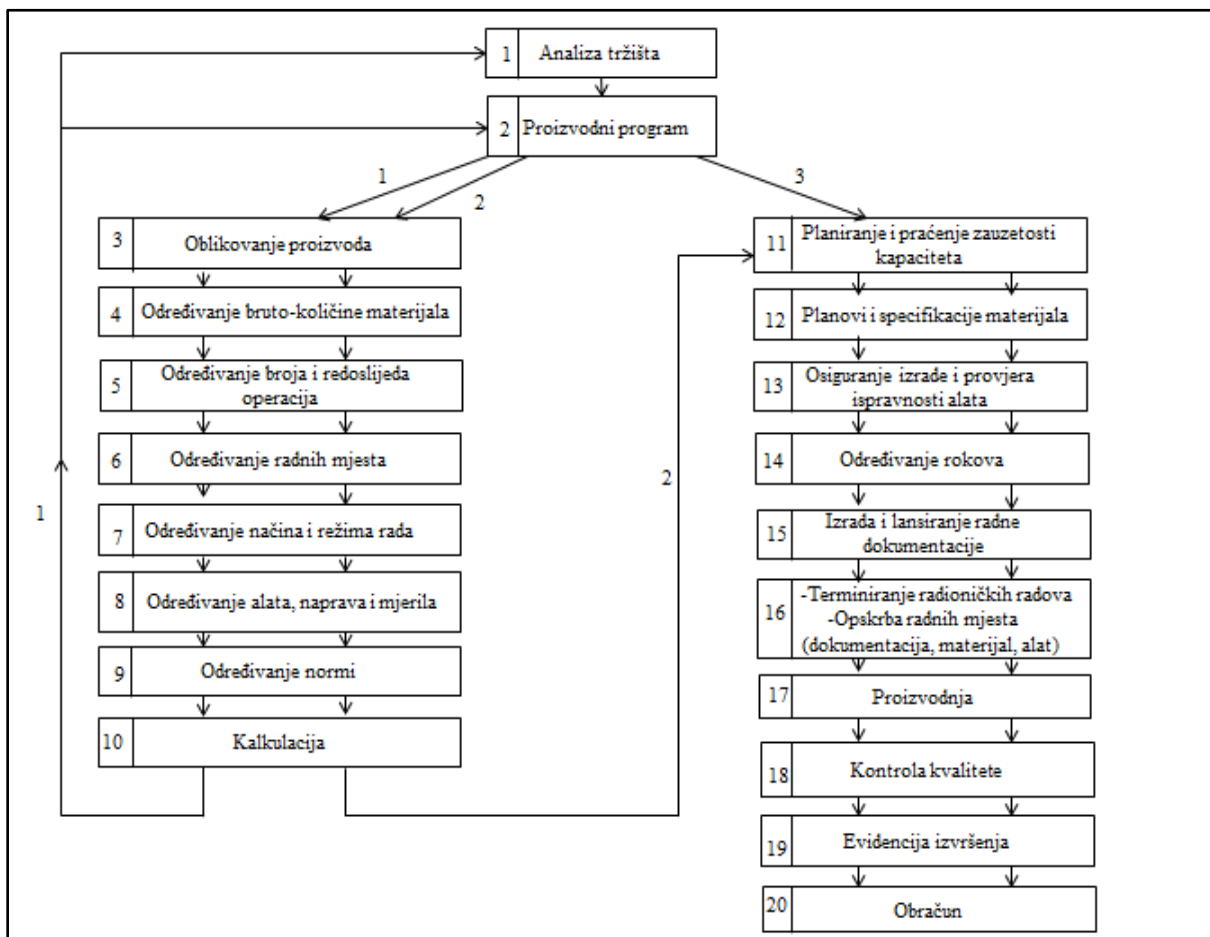 1 Analiza tržišta
2 Proizvodni program
1
2
3
3 Oblikovanje proizvoda
4 Određivanje bruto-količine materijala
5 Određivanje broja i redoslijeda
operacija
6 Određivanje radnih mjesta
7 Određivanje načina i režima rada
8 Određivanje alata, naprava i mjerila
9 Određivanje normi
10 Kalkulacija
1
2
11 Planiranje i praćenje zauzetosti
kapaciteta
12 Planovi i specifikacije materijala
13 Osiguranje izrade i provjera
ispravnosti alata
14 Određivanje rokova
15 Izrada i lansiranje radne
dokumentacije
16 -Terminiranje radioničkih radova
-Opskrba radnih mjesta
(dokumentacija, materijal, alat)
17 Proizvodnja
18 Kontrola kvalitete
19 Evidencija izvršenja
20 Obračun